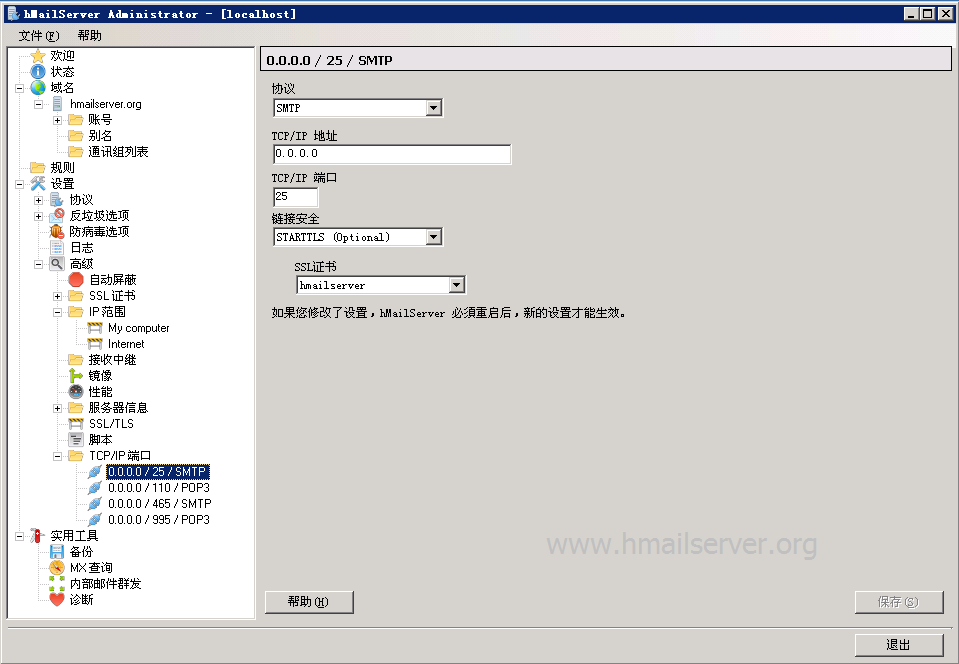 hMailServer Administrator - [localhost]
文件(F) 帮助
欢迎
状态
域名
hmailserver.org
账号
别名
通讯组列表
规则
设置
协议
反垃圾选项
防病毒选项
日志
高级
自动屏蔽
SSL 证书
IP 范围
My computer
Internet
接收中继
镜像
性能
服务器信息
SSL/TLS
脚本
TCP/IP 端口
0.0.0.0 / 25 / SMTP
0.0.0.0 / 110 / POP3
0.0.0.0 / 465 / SMTP
0.0.0.0 / 995 / POP3
实用工具
备份
MX 查询
内部邮件群发
诊断
0.0.0.0 / 25 / SMTP
协议
SMTP
TCP/IP 地址
0.0.0.0
TCP/IP 端口
25
链接安全
STARTTLS (Optional)
SSL证书
hmailserver
如果您修改了设置，hMailServer 必須重启后，新的设置才能生效。
www.hmailserver.org
帮助(H)
保存(S)
退出